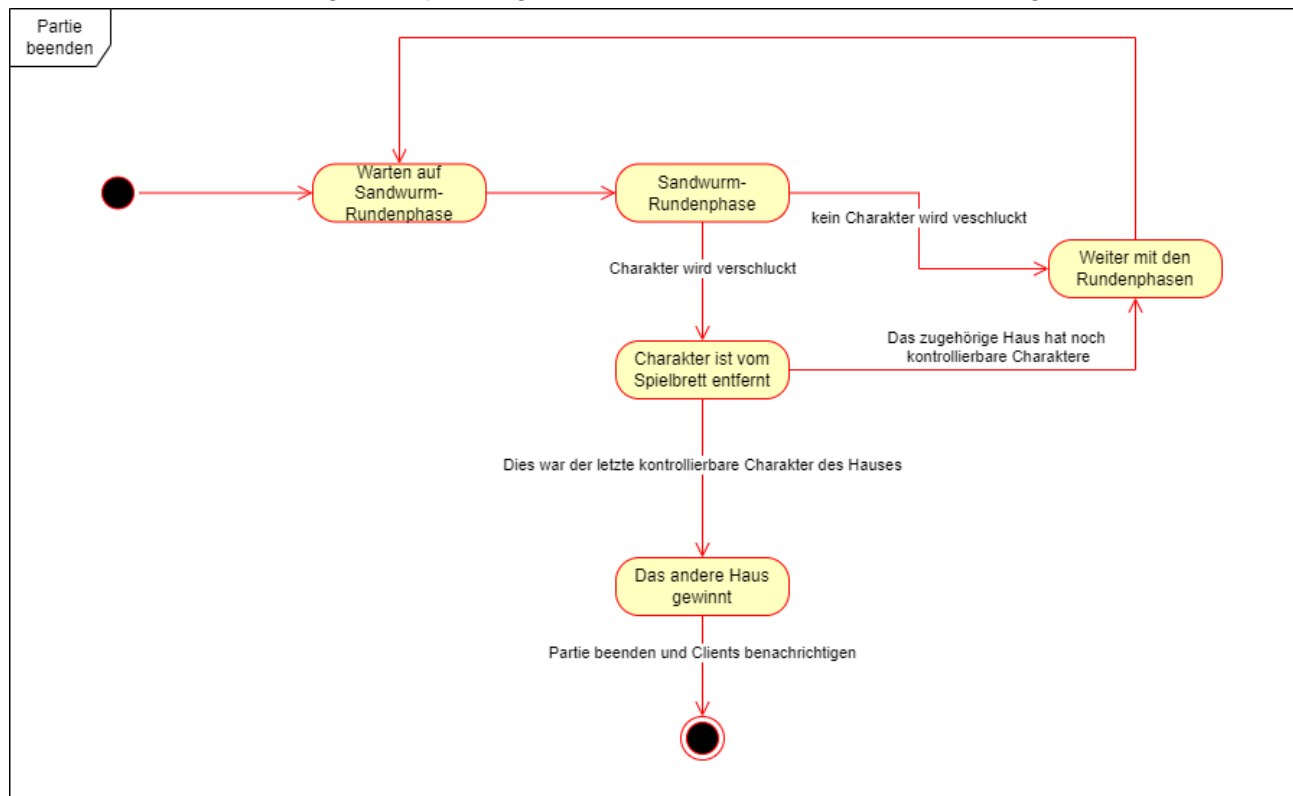 Partie
beenden
Warten auf
Sandwurm-
Rundenphase
Sandwurm-
Rundenphase
kein Charakter wird veschluckt
Charakter wird verschluckt
Weiter mit den
Rundenphasen
Das zugehörige Haus hat noch
kontrollierbare Charaktere
Charakter ist vom
Spielbrett entfernt
Dies war der letzte kontrollierbare Charakter des Hauses
Das andere Haus
gewinnt
Partie beenden und Clients benachrichtigen